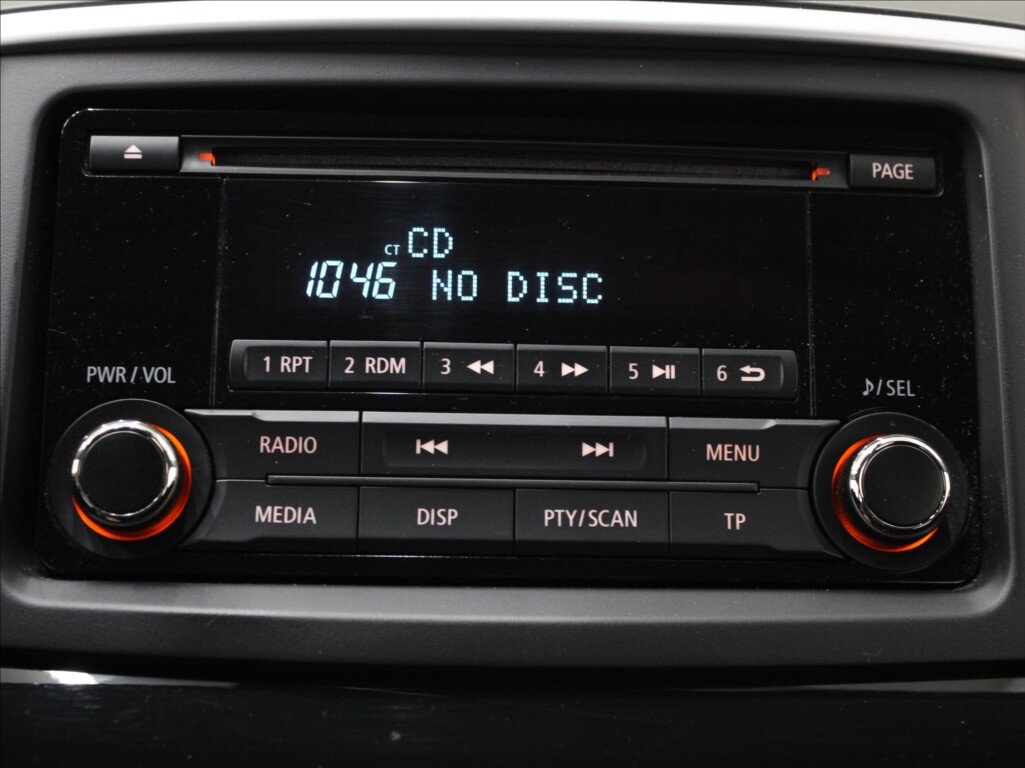 PAGE
CT CD
1046 NO DISC
1 RPT 2 RDM 3 4 5 6
PWR / VOL
♪/SEL
RADIO MENU
MEDIA DISP PTY/SCAN TP